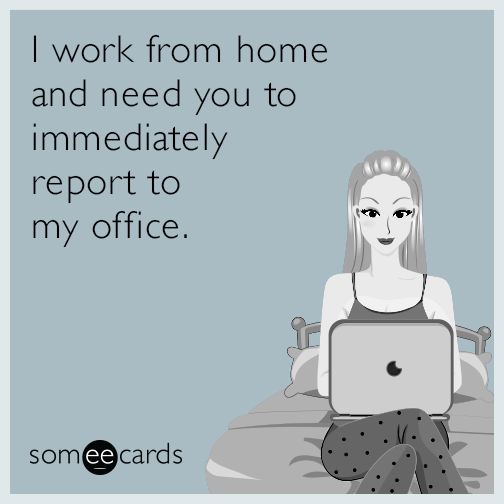 I work from home
and need you to
immediately
report to
my office.
someecards